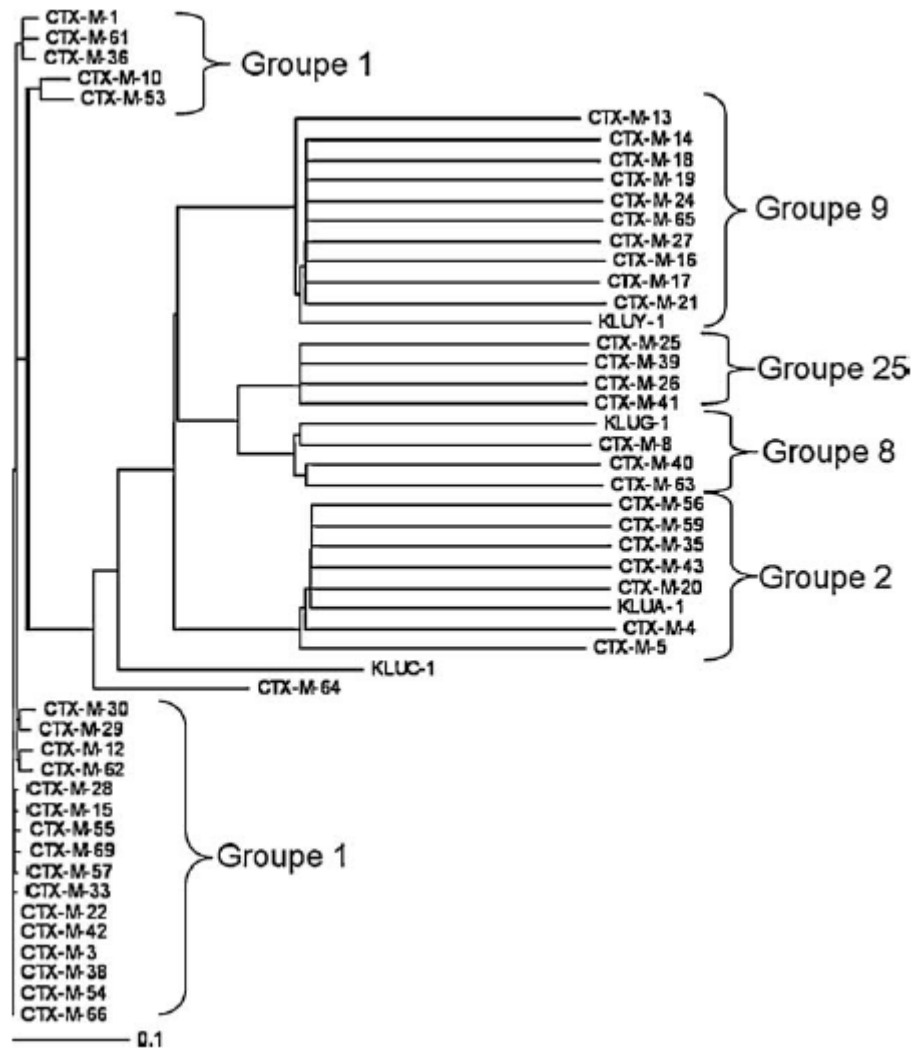 CTX-M-1
CTX-M-61
CTX-M-36
CTX-M-10
CTX-M-53
Groupe 1
CTX-M-13
CTX-M-14
CTX-M-18
CTX-M-19
CTX-M-24
CTX-M-65
CTX-M-27
CTX-M-16
CTX-M-17
CTX-M-21
KLUY-1
Groupe 9
CTX-M-25
CTX-M-39
CTX-M-26
CTX-M-41
Groupe 25
KLUG-1
CTX-M-8
CTX-M-40
CTX-M-63
Groupe 8
CTX-M-56
CTX-M-59
CTX-M-35
CTX-M-43
CTX-M-20
KLUA-1
CTX-M-4
CTX-M-5
Groupe 2
KLUC-1
CTX-M-64
CTX-M-30
CTX-M-29
CTX-M-12
CTX-M-62
CTX-M-28
CTX-M-15
CTX-M-55
CTX-M-69
CTX-M-57
CTX-M-33
CTX-M-22
CTX-M-42
CTX-M-3
CTX-M-38
CTX-M-54
CTX-M-66
Groupe 1
0.1